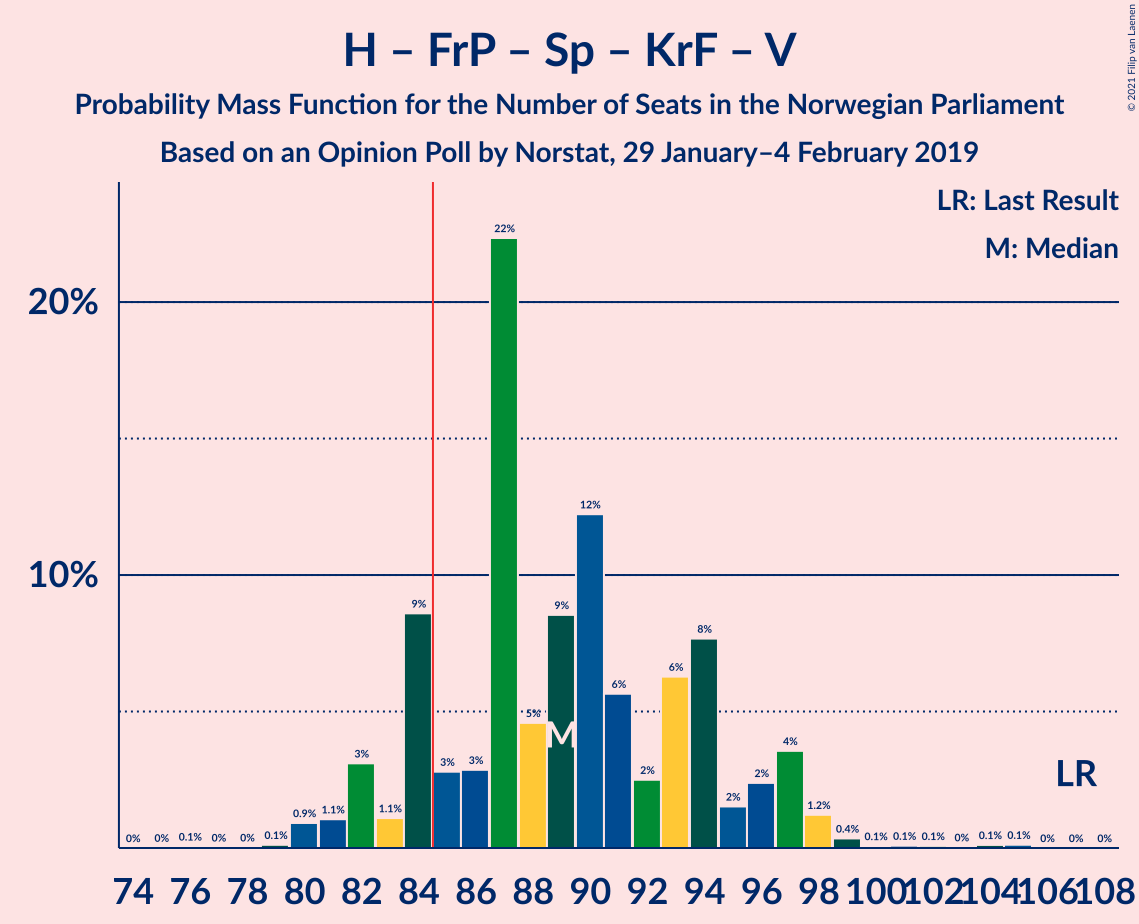 H – FrP – Sp – KrF – V
Probability Mass Function for the Number of Seats in the Norwegian Parliament
Based on an Opinion Poll by Norstat, 29 January–4 February 2019
© 2021 Filip van Laenen
LR: Last Result
M: Median
20%
10%
0% 0% 0.1% 0% 0% 0.1% 0.9% 1.1% 3% 1.1% 9% 3% 3% 22% 5% 9% 12% 6% 2% 6% 8% 2% 2% 4% 1.2% 0.4% 0.1% 0.1% 0.1% 0% 0.1% 0.1% 0% 0% 0%
M
LR
74 76 78 80 82 84 86 88 90 92 94 96 98 100 102 104 106 108